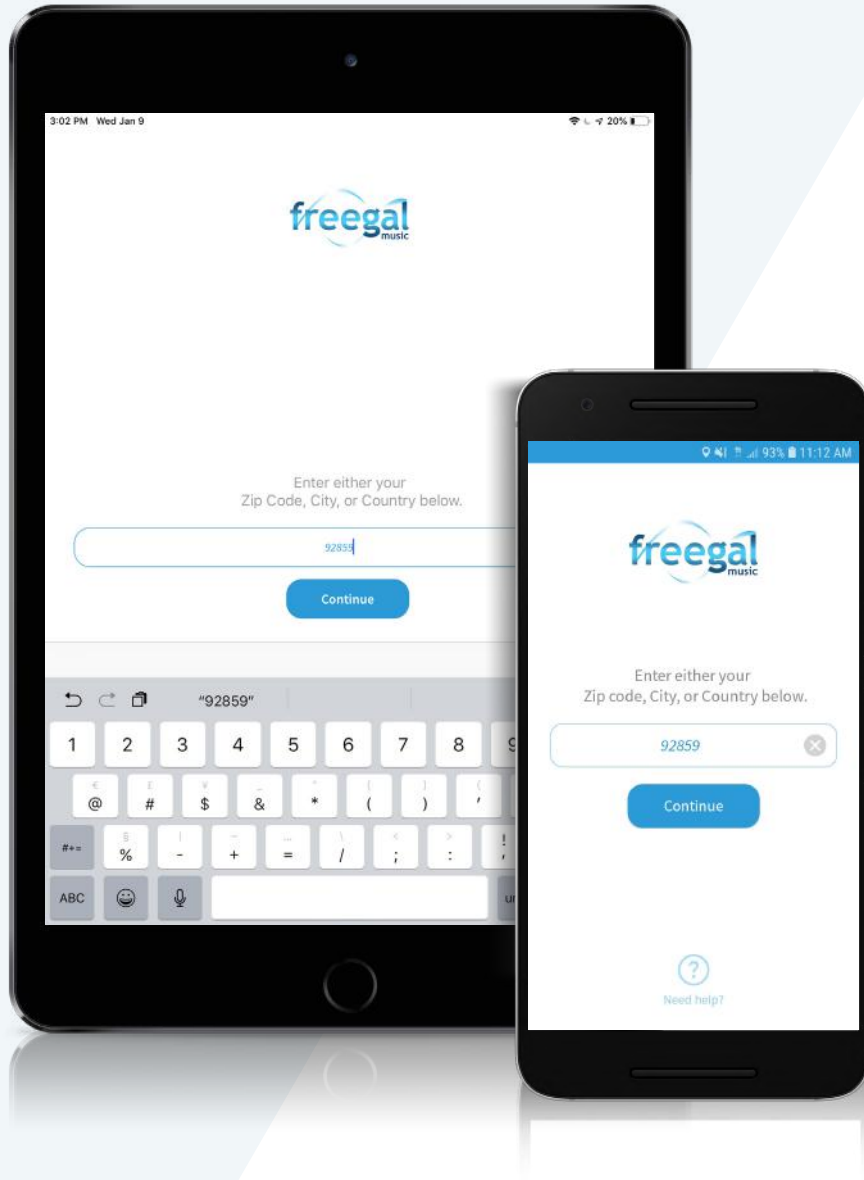 3:02 PM Wed Jan 9
20%
freegal
music
Enter either your
Zip Code, City, or Country below.
92859
Continue
"92859"
1 2 3 4 5 6 7 8
€ £ ¥ _ ^ [ ] {
@ # $ & * ( ) '
§ | ~ … \ < > !
#+= % - + = / ; : ,
ABC
93% 11:12 AM
freegal
music
Enter either your
Zip code, City, or Country below.
92859
Continue
?
Need help?